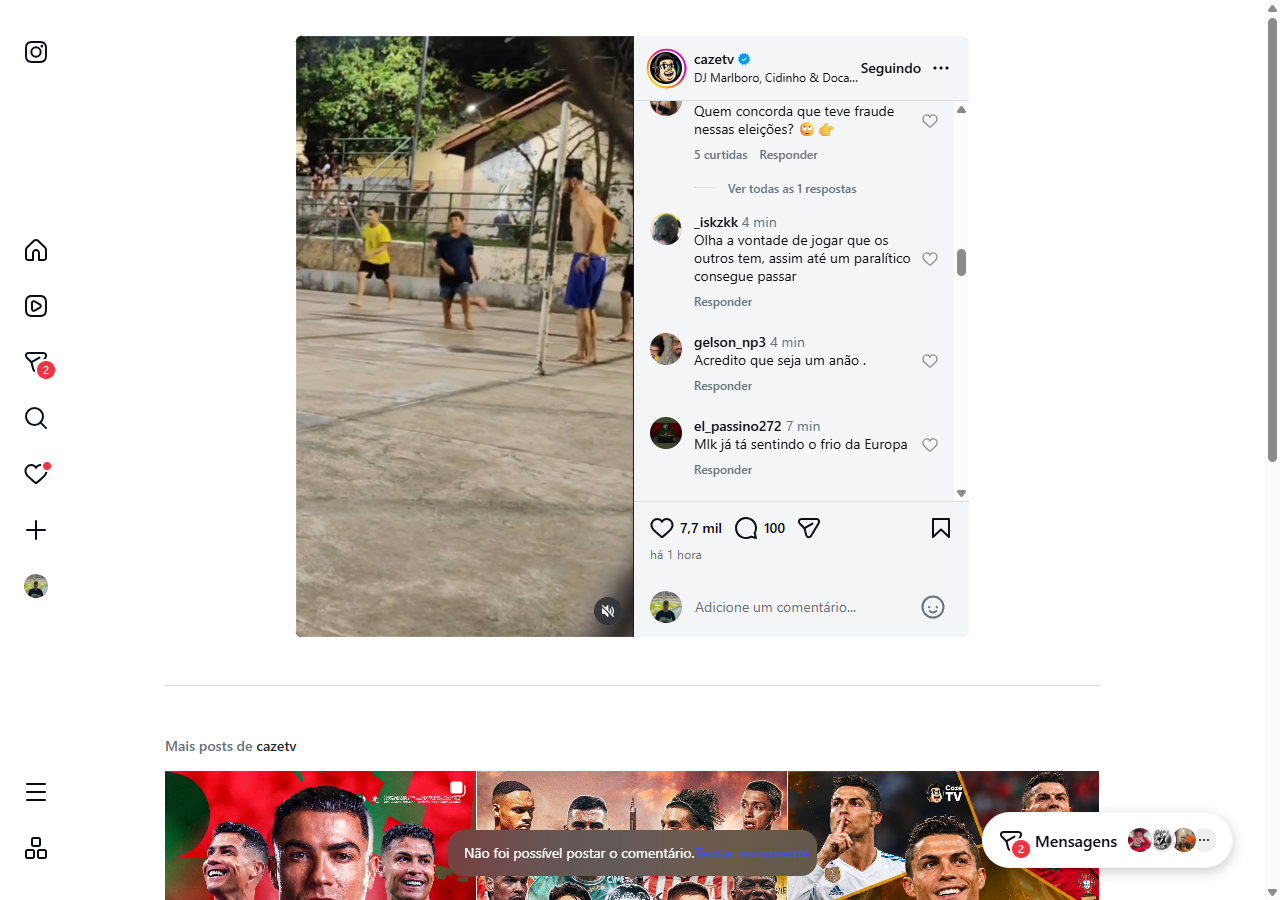 cazetv
DJ Marlboro, Cidinho & Doca...
Seguindo
Quem concorda que teve fraude
nessas eleições? 🙄 👉
5 curtidas Responder
Ver todas as 1 respostas
_iskzkk 4 min
Olha a vontade de jogar que os
outros tem, assim até um paralítico
consegue passar
Responder
gelson_np3 4 min
Acredito que seja um anão .
Responder
el_passino272 7 min
Mlk já tá sentindo o frio da Europa
Responder
7,7 mil 100
há 1 hora
Adicione um comentário...
2
Mais posts de cazetv
Cazé
TV
Não foi possível postar o comentário.Tentar novamente
2
Mensagens